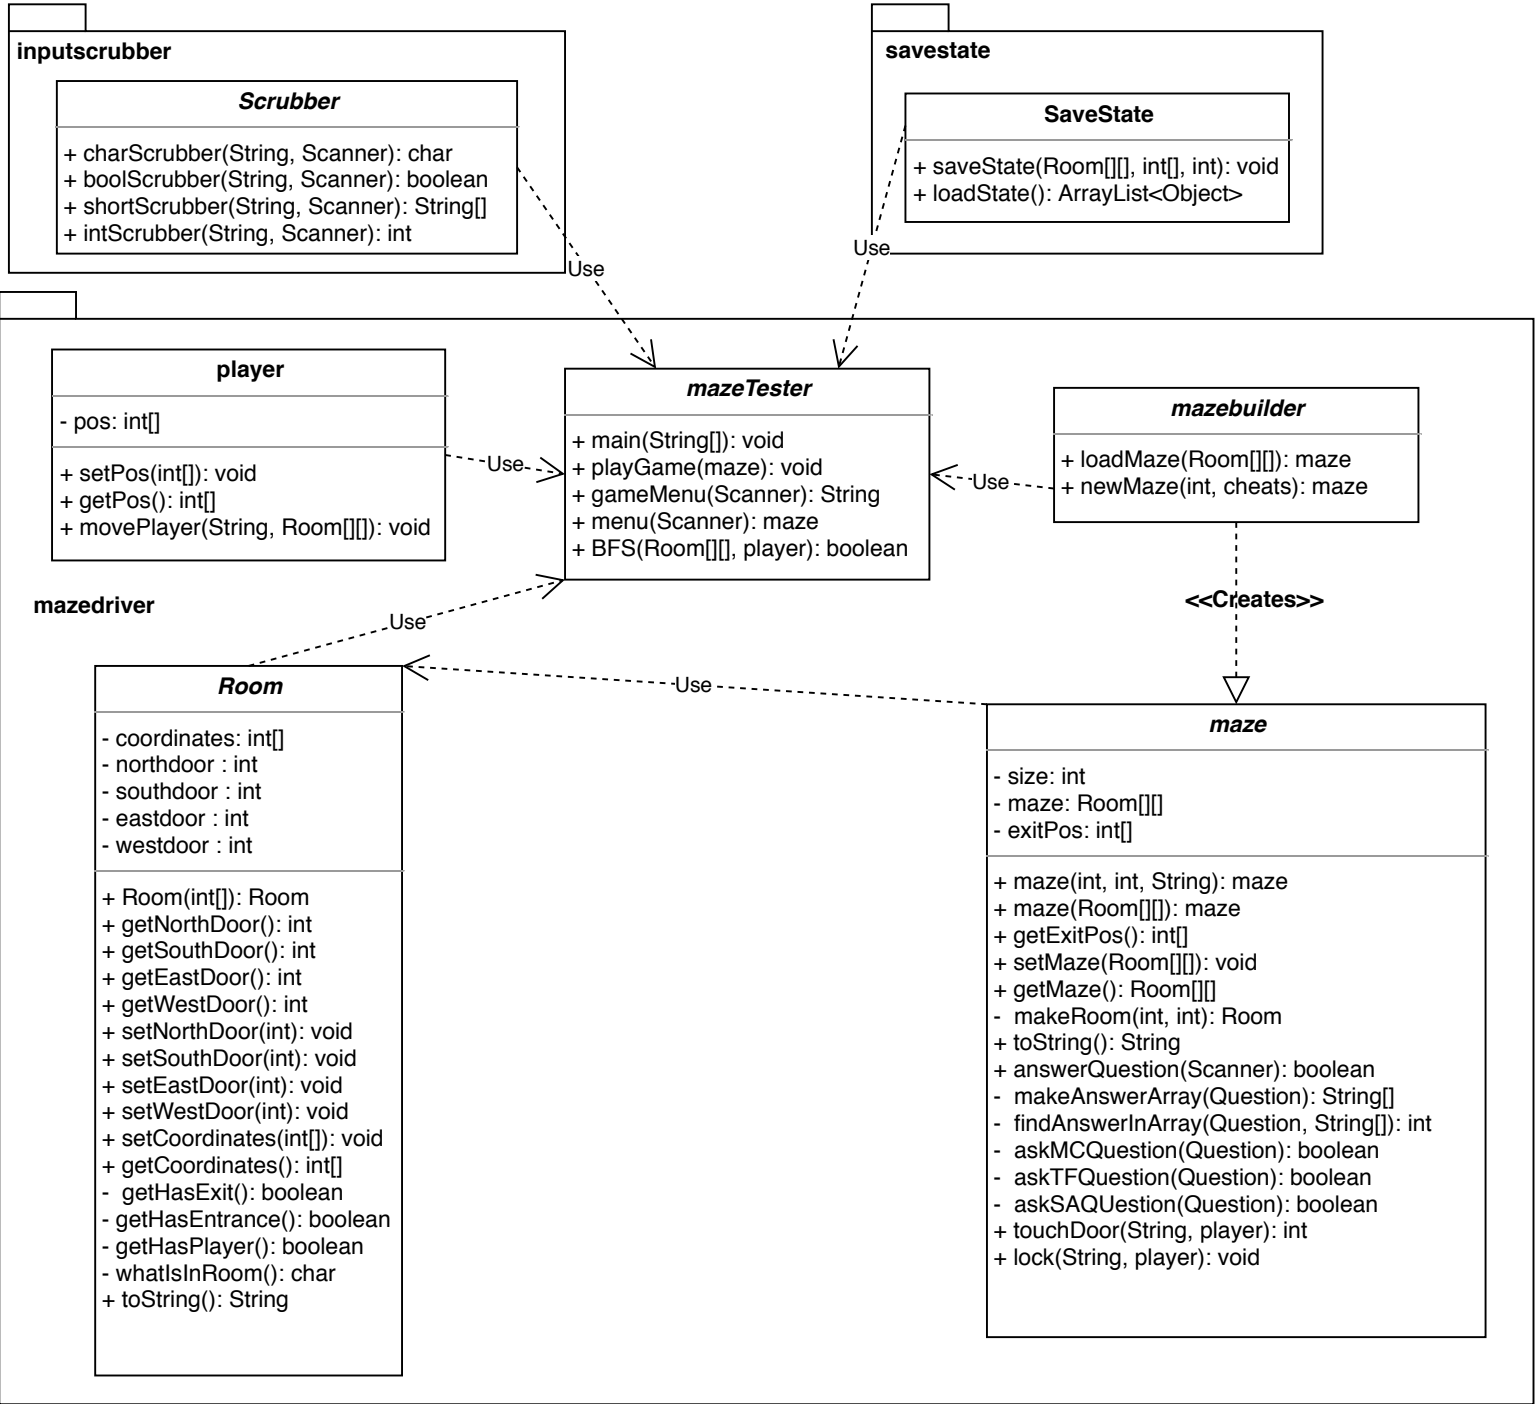 inputscrubber
Scrubber
+ charScrubber(String, Scanner): char
+ boolScrubber(String, Scanner): boolean
+ shortScrubber(String, Scanner): String[]
+ intScrubber(String, Scanner): int
savestate
SaveState
+ saveState(Room[][], int[], int): void
+ loadState(): ArrayList<Object>
Use
Use
player
- pos: int[]
+ setPos(int[]): void
+ getPos(): int[]
+ movePlayer(String, Room[][]): void
Use
mazeTester
+ main(String[]): void
+ playGame(maze): void
+ gameMenu(Scanner): String
+ menu(Scanner): maze
+ BFS(Room[][], player): boolean
Use
mazebuilder
+ loadMaze(Room[][]): maze
+ newMaze(int, cheats): maze
mazedriver
Use
<<Creates>>
Use
Room
- coordinates: int[]
- northdoor : int
- southdoor : int
- eastdoor : int
- westdoor : int
+ Room(int[]): Room
+ getNorthDoor(): int
+ getSouthDoor(): int
+ getEastDoor(): int
+ getWestDoor(): int
+ setNorthDoor(int): void
+ setSouthDoor(int): void
+ setEastDoor(int): void
+ setWestDoor(int): void
+ setCoordinates(int[]): void
+ getCoordinates(): int[]
- getHasExit(): boolean
- getHasEntrance(): boolean
- getHasPlayer(): boolean
- whatIsInRoom(): char
+ toString(): String
maze
- size: int
- maze: Room[][]
- exitPos: int[]
+ maze(int, int, String): maze
+ maze(Room[][]): maze
+ getExitPos(): int[]
+ setMaze(Room[][]): void
+ getMaze(): Room[][]
- makeRoom(int, int): Room
+ toString(): String
+ answerQuestion(Scanner): boolean
- makeAnswerArray(Question): String[]
- findAnswerInArray(Question, String[]): int
- askMCQuestion(Question): boolean
- askTFQuestion(Question): boolean
- askSAQUestion(Question): boolean
+ touchDoor(String, player): int
+ lock(String, player): void